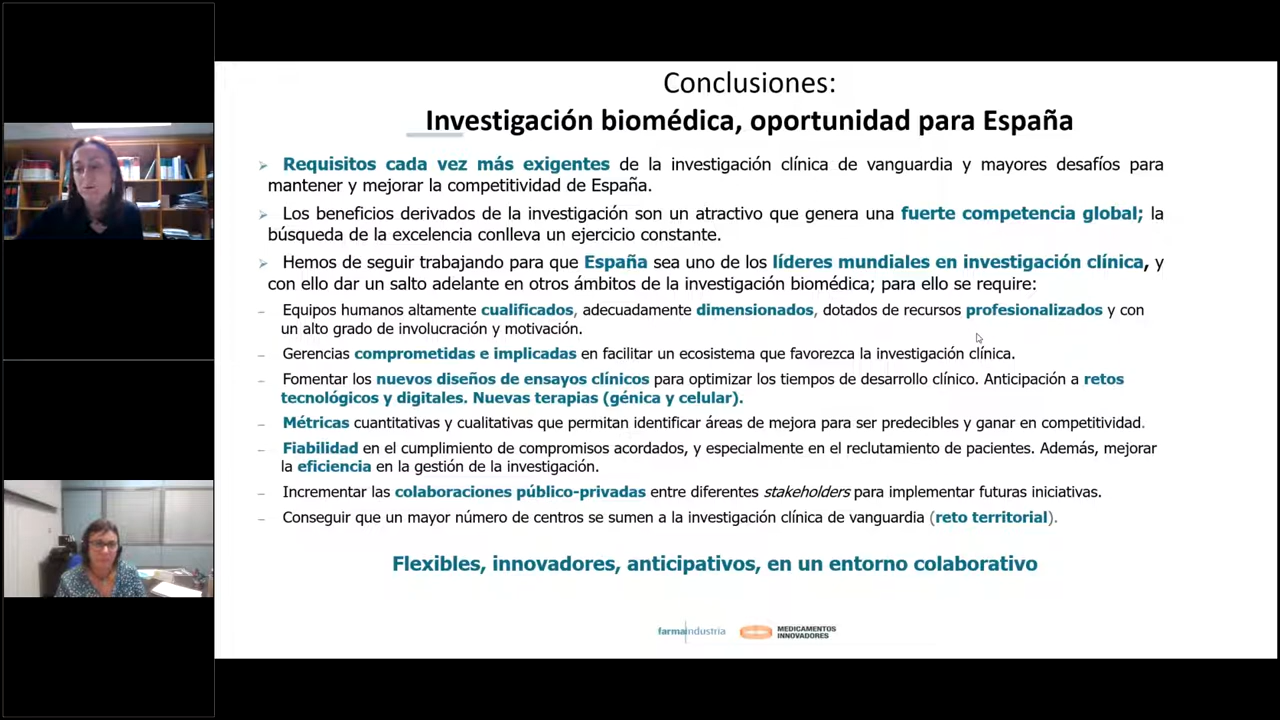 Conclusiones:
Investigación biomédica, oportunidad para España
Requisitos cada vez más exigentes de la investigación clínica de vanguardia y mayores desafíos para
mantener y mejorar la competitividad de España.
Los beneficios derivados de la investigación son un atractivo que genera una fuerte competencia global; la
búsqueda de la excelencia conlleva un ejercicio constante.
Hemos de seguir trabajando para que España sea uno de los líderes mundiales en investigación clínica, y
con ello dar un salto adelante en otros ámbitos de la investigación biomédica; para ello se require:
– Equipos humanos altamente cualificados, adecuadamente dimensionados, dotados de recursos profesionalizados y con
un alto grado de involucración y motivación.
– Gerencias comprometidas e implicadas en facilitar un ecosistema que favorezca la investigación clínica.
– Fomentar los nuevos diseños de ensayos clínicos para optimizar los tiempos de desarrollo clínico. Anticipación a retos
tecnológicos y digitales. Nuevas terapias (génica y celular).
– Métricas cuantitativas y cualitativas que permitan identificar áreas de mejora para ser predecibles y ganar en competitividad.
– Fiabilidad en el cumplimiento de compromisos acordados, y especialmente en el reclutamiento de pacientes. Además, mejorar
la eficiencia en la gestión de la investigación.
– Incrementar las colaboraciones público-privadas entre diferentes stakeholders para implementar futuras iniciativas.
– Conseguir que un mayor número de centros se sumen a la investigación clínica de vanguardia (reto territorial).
Flexibles, innovadores, anticipativos, en un entorno colaborativo
farmaindustria
MEDICAMENTOS
INNOVADORES